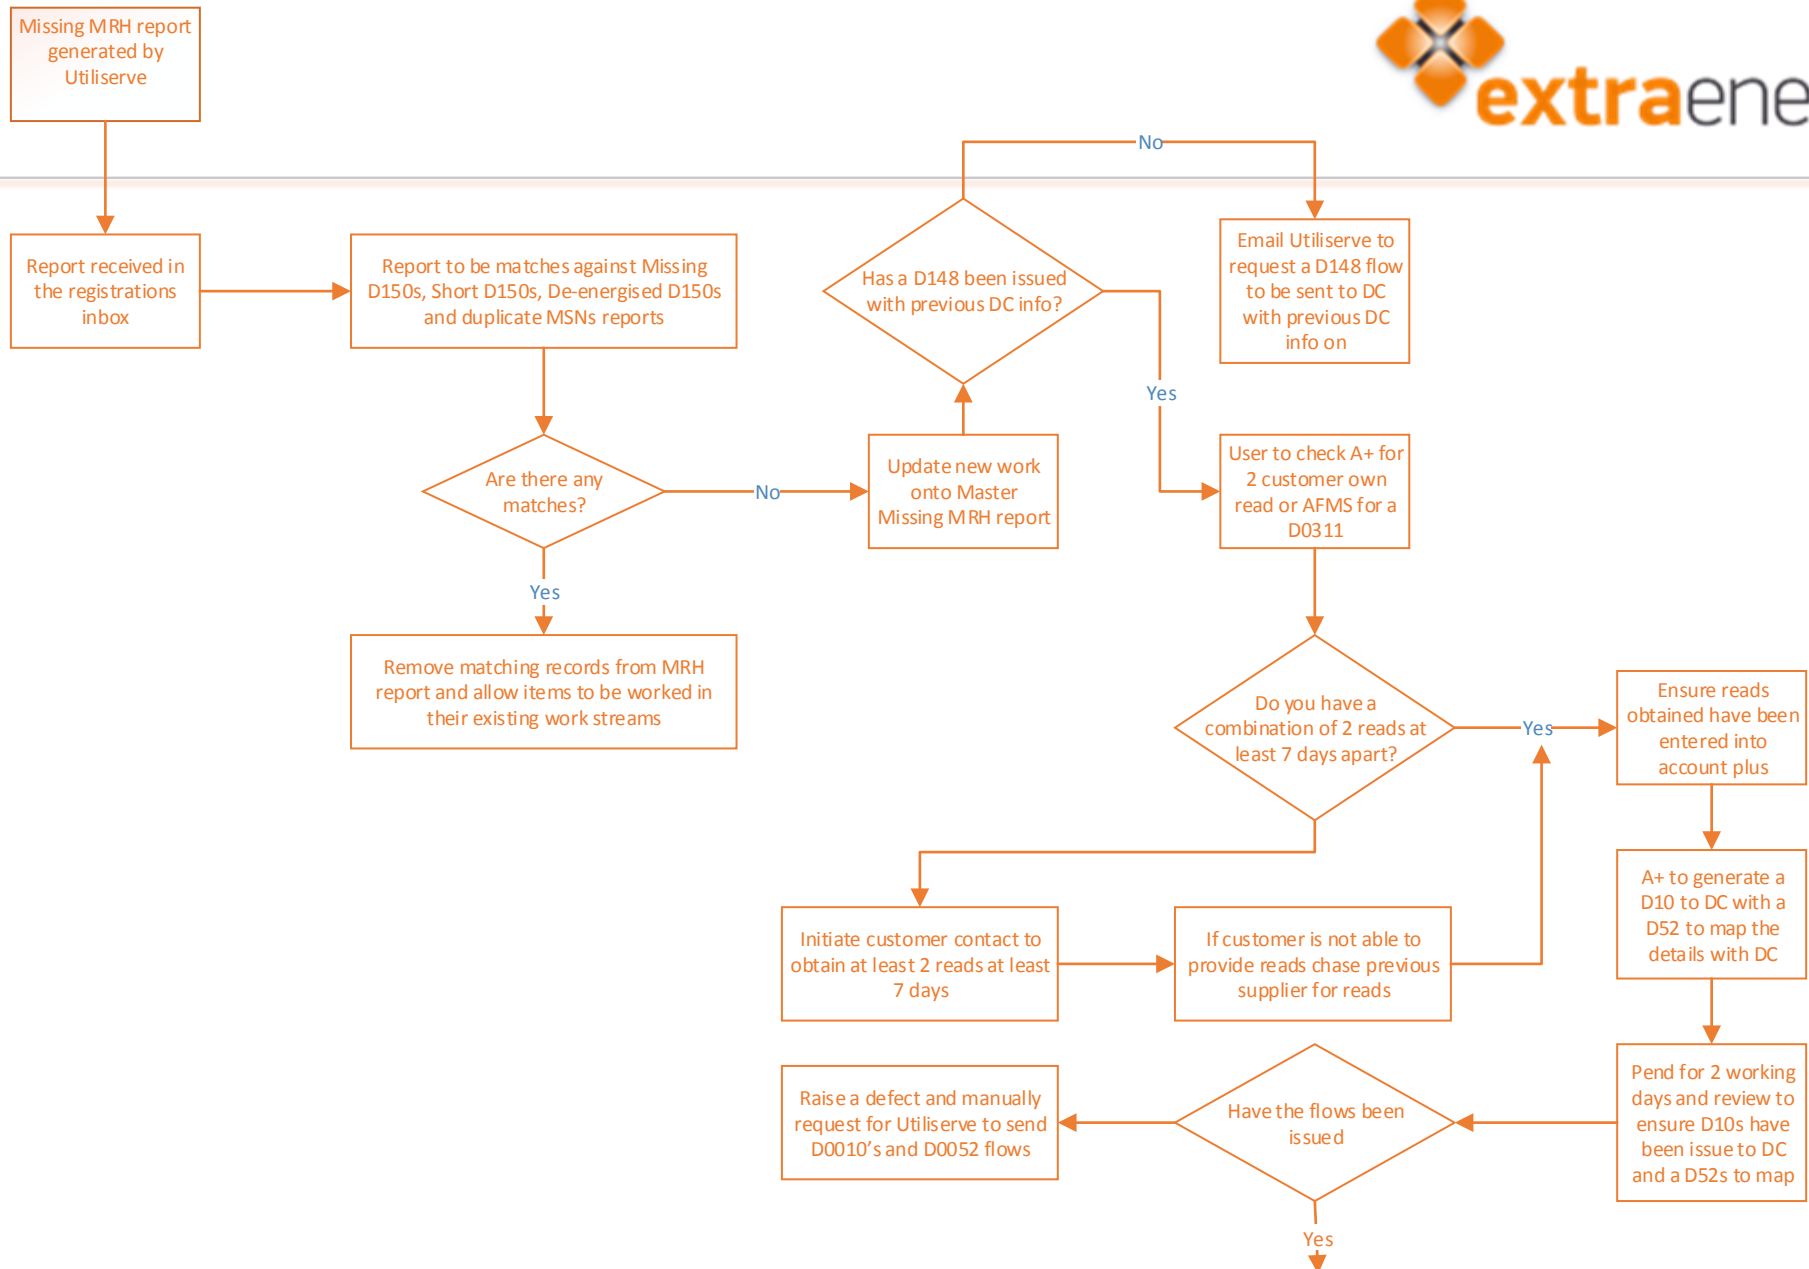 Missing MRH report
generated by
Utiliserve
extraene
No
Report received in
the registrations
inbox
Report to be matches against Missing
D150s, Short D150s, De-energised D150s
and duplicate MSNs reports
Has a D148 been issued
with previous DC info?
Email Utiliserve to
request a D148 flow
to be sent to DC
with previous DC
info on
Yes
Are there any
matches?
No
Update new work
onto Master
Missing MRH report
User to check A+ for
2 customer own
read or AFMS for a
D0311
Yes
Remove matching records from MRH
report and allow items to be worked in
their existing work streams
Do you have a
combination of 2 reads at
least 7 days apart?
Yes
Ensure reads
obtained have been
entered into
account plus
A+ to generate a
D10 to DC with a
D52 to map the
details with DC
Initiate customer contact to
obtain at least 2 reads at least
7 days
If customer is not able to
provide reads chase previous
supplier for reads
Raise a defect and manually
request for Utiliserve to send
D0010's and D0052 flows
Have the flows been
issued
Pend for 2 working
days and review to
ensure D10s have
been issue to DC
and a D52s to map
Yes